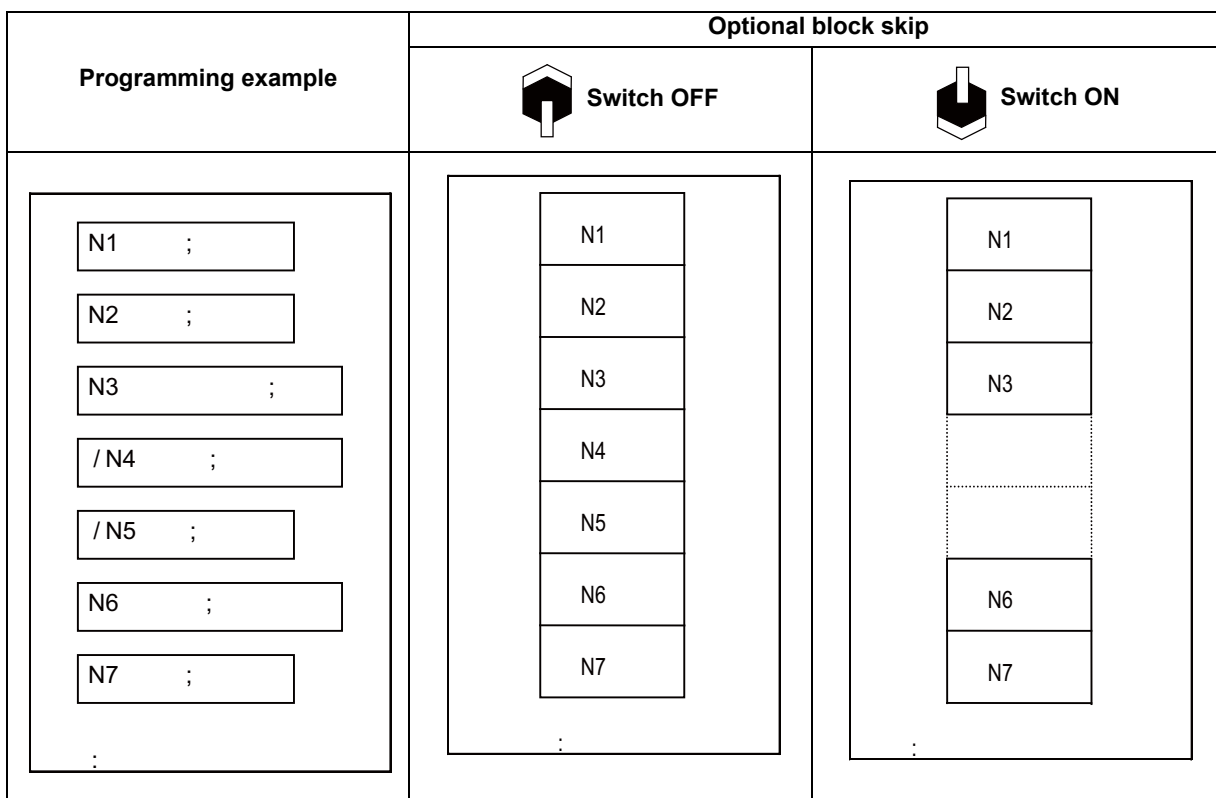 Programming example
Optional block skip
Switch OFF
Switch ON
N1 ;
N2 ;
N3 ;
/ N4 ;
/ N5 ;
N6 ;
N7 ;
:
N1
N2
N3
N4
N5
N6
N7
:
N1
N2
N3
N6
N7
: